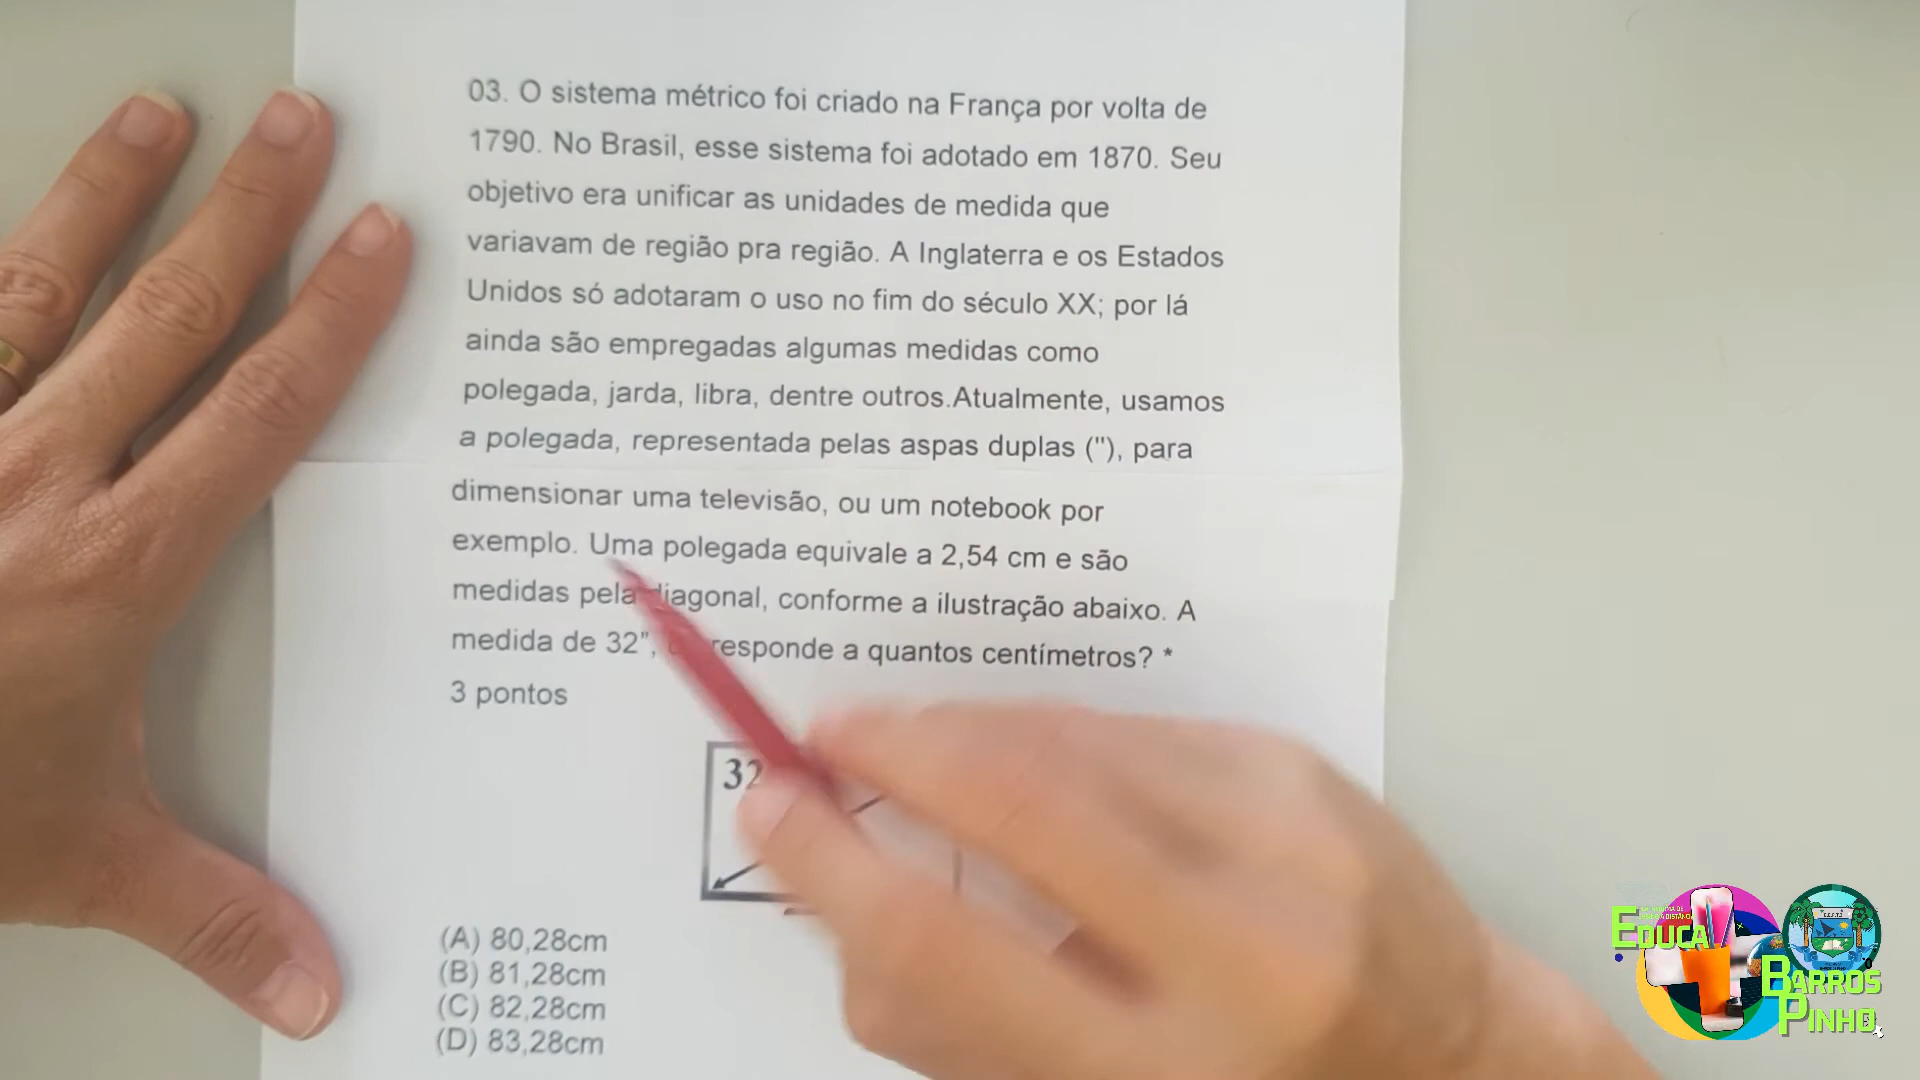 03. O sistema métrico foi criado na França por volta de
1790. No Brasil, esse sistema foi adotado em 1870. Seu
objetivo era unificar as unidades de medida que
variavam de região pra região. A Inglaterra e os Estados
Unidos só adotaram o uso no fim do século XX; por lá
ainda são empregadas algumas medidas como
polegada, jarda, libra, dentre outros.Atualmente, usamos
a polegada, representada pelas aspas duplas ("), para
dimensionar uma televisão, ou um notebook por
exemplo. Uma polegada equivale a 2,54 cm e são
medidas pela diagonal, conforme a ilustração abaixo. A
medida de 32”, responde a quantos centímetros? *
3 pontos
32
(A) 80,28cm
(B) 81,28cm
(C) 82,28cm
(D) 83,28cm
EDUCA
BARROS
PINHO